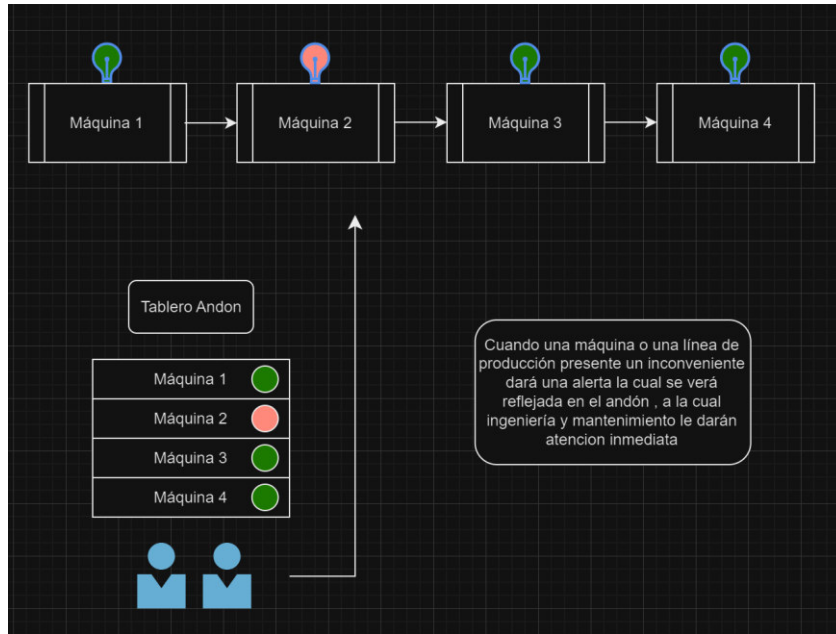 Máquina 1
Máquina 2
Máquina 3
Máquina 4
Tablero Andon
Máquina 1
Máquina 2
Máquina 3
Máquina 4
Cuando una máquina o una línea de
producción presente un inconveniente
dará una alerta la cual se verá
reflejada en el andón , a la cual
ingeniería y mantenimiento le darán
atencion inmediata